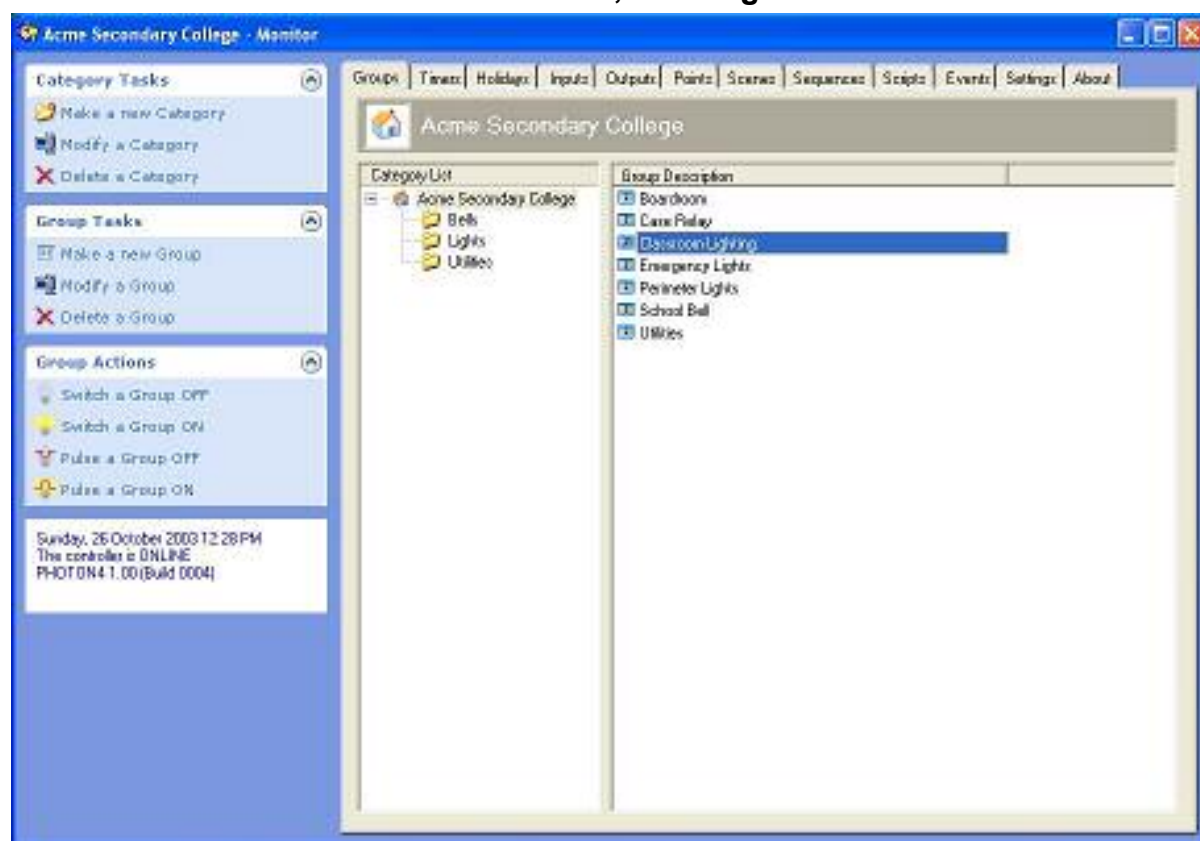 Acme Secondary College - Monitor
Category Tasks
Make a new Category
Modify a Category
Delete a Category
Group Tasks
Make a new Group
Modify a Group
Delete a Group
Group Actions
Switch a Group OFF
Switch a Group ON
Pulse a Group OFF
Pulse a Group ON
Sunday, 26 October 2003 12:28 PM
The controller is ONLINE
PHOTON4 1.00 (Build 0004)
Groups Timers Holidays Inputs Outputs Points Scenes Sequences Scripts Events Settings About
Acme Secondary College
Category List
Acme Secondary College
Bells
Lights
Utilities
Group Description
Boardroom
Relay
Classroom Lighting
Emergency Lights
Perimeter Lights
School Bell
Utilities